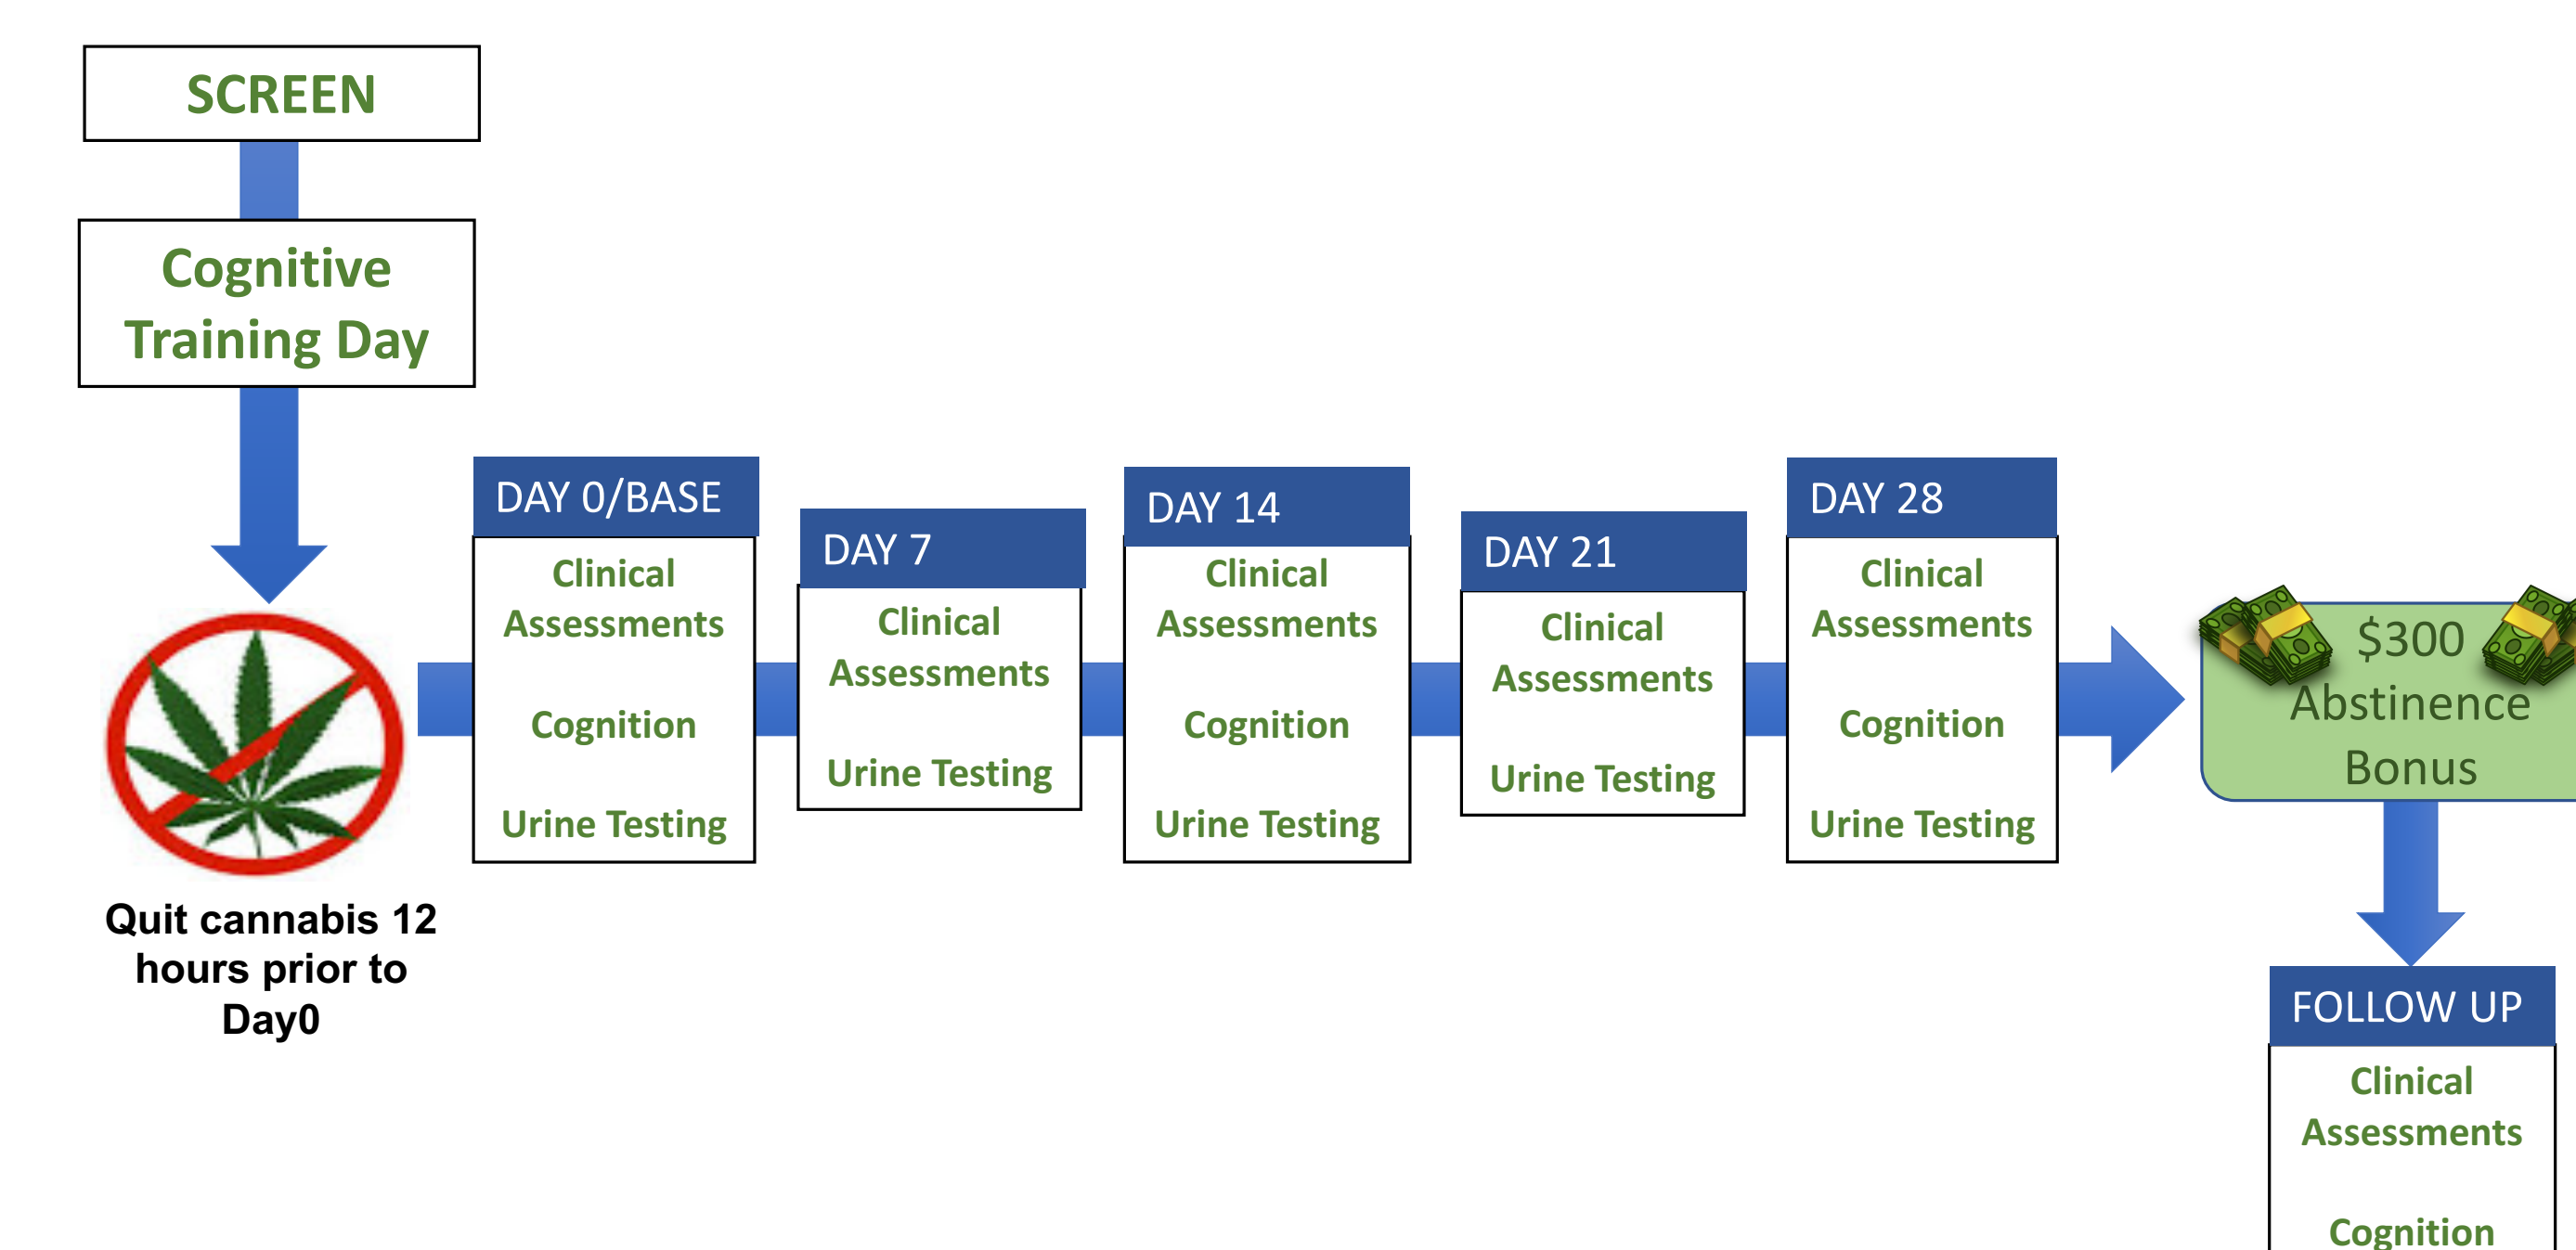 SCREEN
Cognitive
Training Day
Quit cannabis 12
hours prior to
Day0
DAY 0/BASE
Clinical
Assessments
Cognition
Urine Testing
DAY 7
Clinical
Assessments
Urine Testing
DAY 14
Clinical
Assessments
Cognition
Urine Testing
DAY 21
Clinical
Assessments
Urine Testing
DAY 28
Clinical
Assessments
Cognition
Urine Testing
$300
Abstinence
Bonus
FOLLOW UP
Clinical
Assessments
Cognition